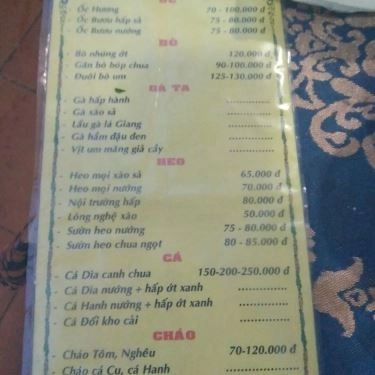 ỐC
- Ốc Hương 70 - 100.000 đ
- Ốc Bươu hấp sả 75 - 80.000 đ
- Ốc Bươu nướng 75 - 80.000 đ
BÒ
- Bò nhúng ớt 120.000 đ
- Gân bò bóp chua 90-100.000 đ
- Đuôi bò um 125-130.000 đ
GÀ TA
- Gà hấp hành ..............
- Gà xào sả ..............
- Lẩu gà lá Giang ..............
- Gà hầm đậu đen ..............
- Vịt um măng giả cầy ..............
HEO
- Heo mọi xào sả 65.000 đ
- Heo mọi nướng 70.000 đ
- Nội trường hấp 80.000 đ
- Lòng nghệ xào 50.000 đ
- Sườn heo nướng 75 - 80.000 đ
- Sườn heo chua ngọt 80 - 85.000 đ
CÁ
- Cá Dìa canh chua 150-200-250.000 đ
- Cá Dìa nướng + hấp ớt xanh ..............
- Cá Hanh nướng + hấp ớt xanh ..............
- Cá Đối kho cải ..............
CHÁO
- Cháo Tôm, Nghêu 70-120.000 đ
- Cháo cá Cu, cá Hanh